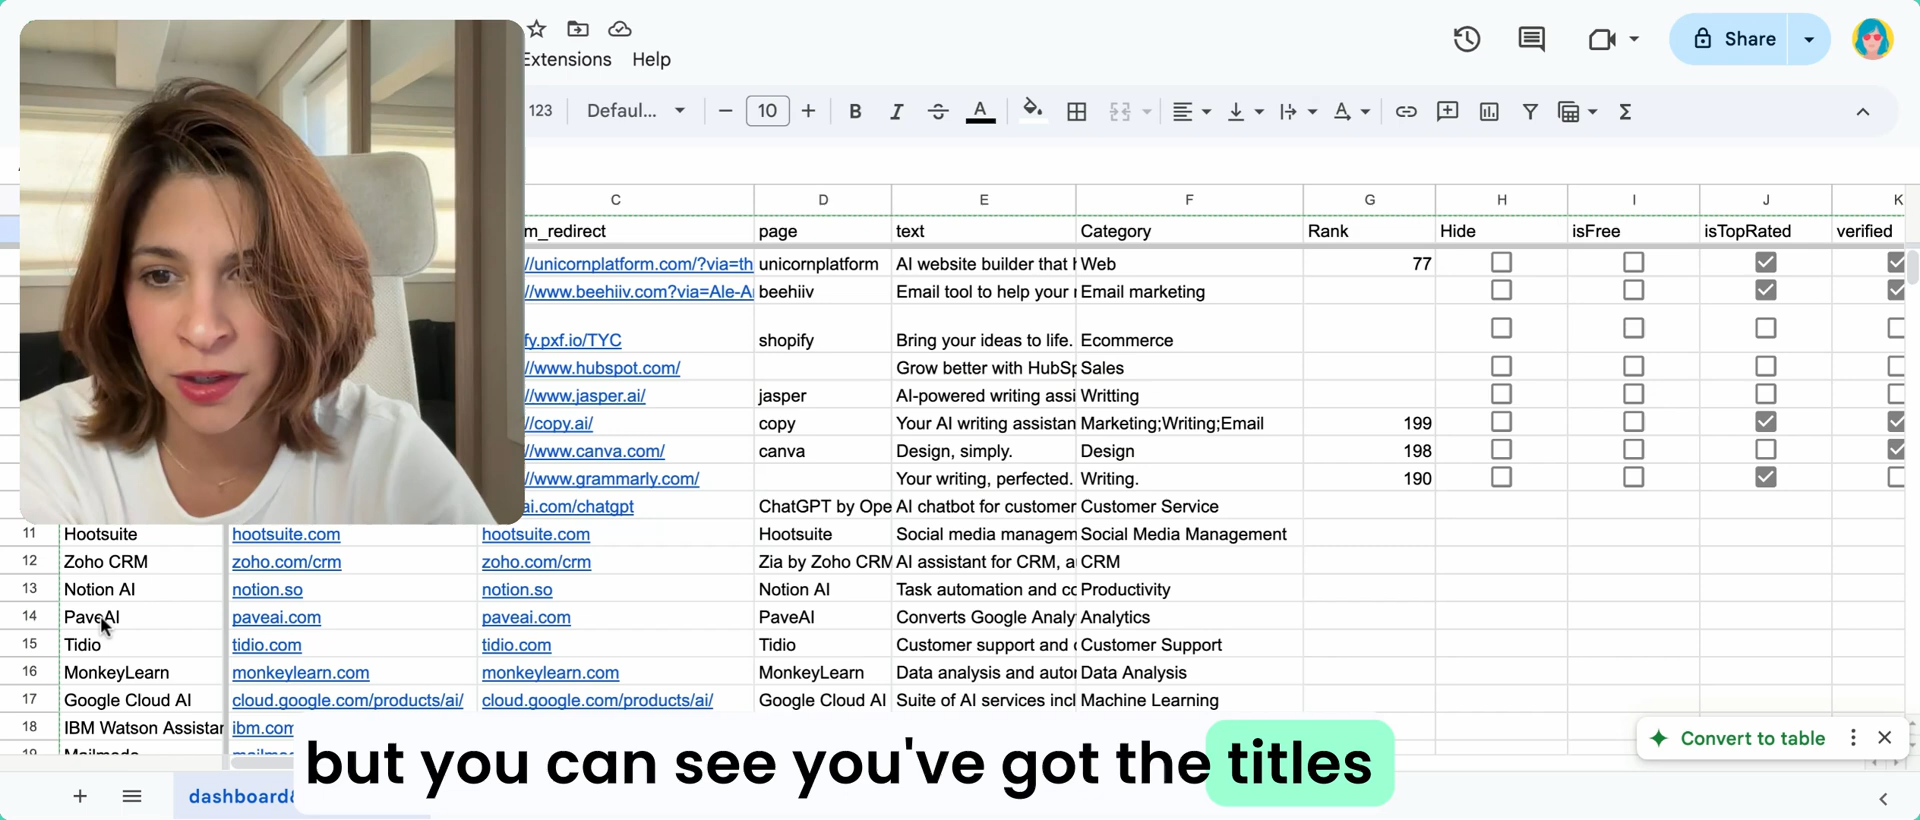 Extensions Help
Share
123 Defaul... 10 B I A
C D E F G H I J K
m_redirect page text Category Rank Hide isFree isTopRated verified
//unicornplatform.com/?via=th unicornplatform AI website builder that Web 77
//www.beehiiv.com?via=Ale-A beehiiv Email tool to help your Email marketing
fy.pxf.io/TYC shopify Bring your ideas to life. Ecommerce
//www.hubspot.com/ Grow better with HubSp Sales
//www.jasper.ai/ jasper AI-powered writing assi Writting
//copy.ai/ copy Your AI writing assistan Marketing;Writing;Email 199
//www.canva.com/ canva Design, simply. Design 198
//www.grammarly.com/ Your writing, perfected. Writing. 190
ai.com/chatgpt ChatGPT by Ope AI chatbot for customer Customer Service
11 Hootsuite hootsuite.com hootsuite.com Hootsuite Social media managem Social Media Management
12 Zoho CRM zoho.com/crm zoho.com/crm Zia by Zoho CRM AI assistant for CRM, a CRM
13 Notion AI notion.so notion.so Notion AI Task automation and co Productivity
14 PaveAI paveai.com paveai.com PaveAI Converts Google Analy Analytics
15 Tidio tidio.com tidio.com Tidio Customer support and c Customer Support
16 MonkeyLearn monkeylearn.com monkeylearn.com MonkeyLearn Data analysis and autor Data Analysis
17 Google Cloud AI cloud.google.com/products/ai/ cloud.google.com/products/ai/ Google Cloud AI Suite of AI services incl Machine Learning
18 IBM Watson Assistar ibm.com
Convert to table
but you can see you've got the titles
dashboard